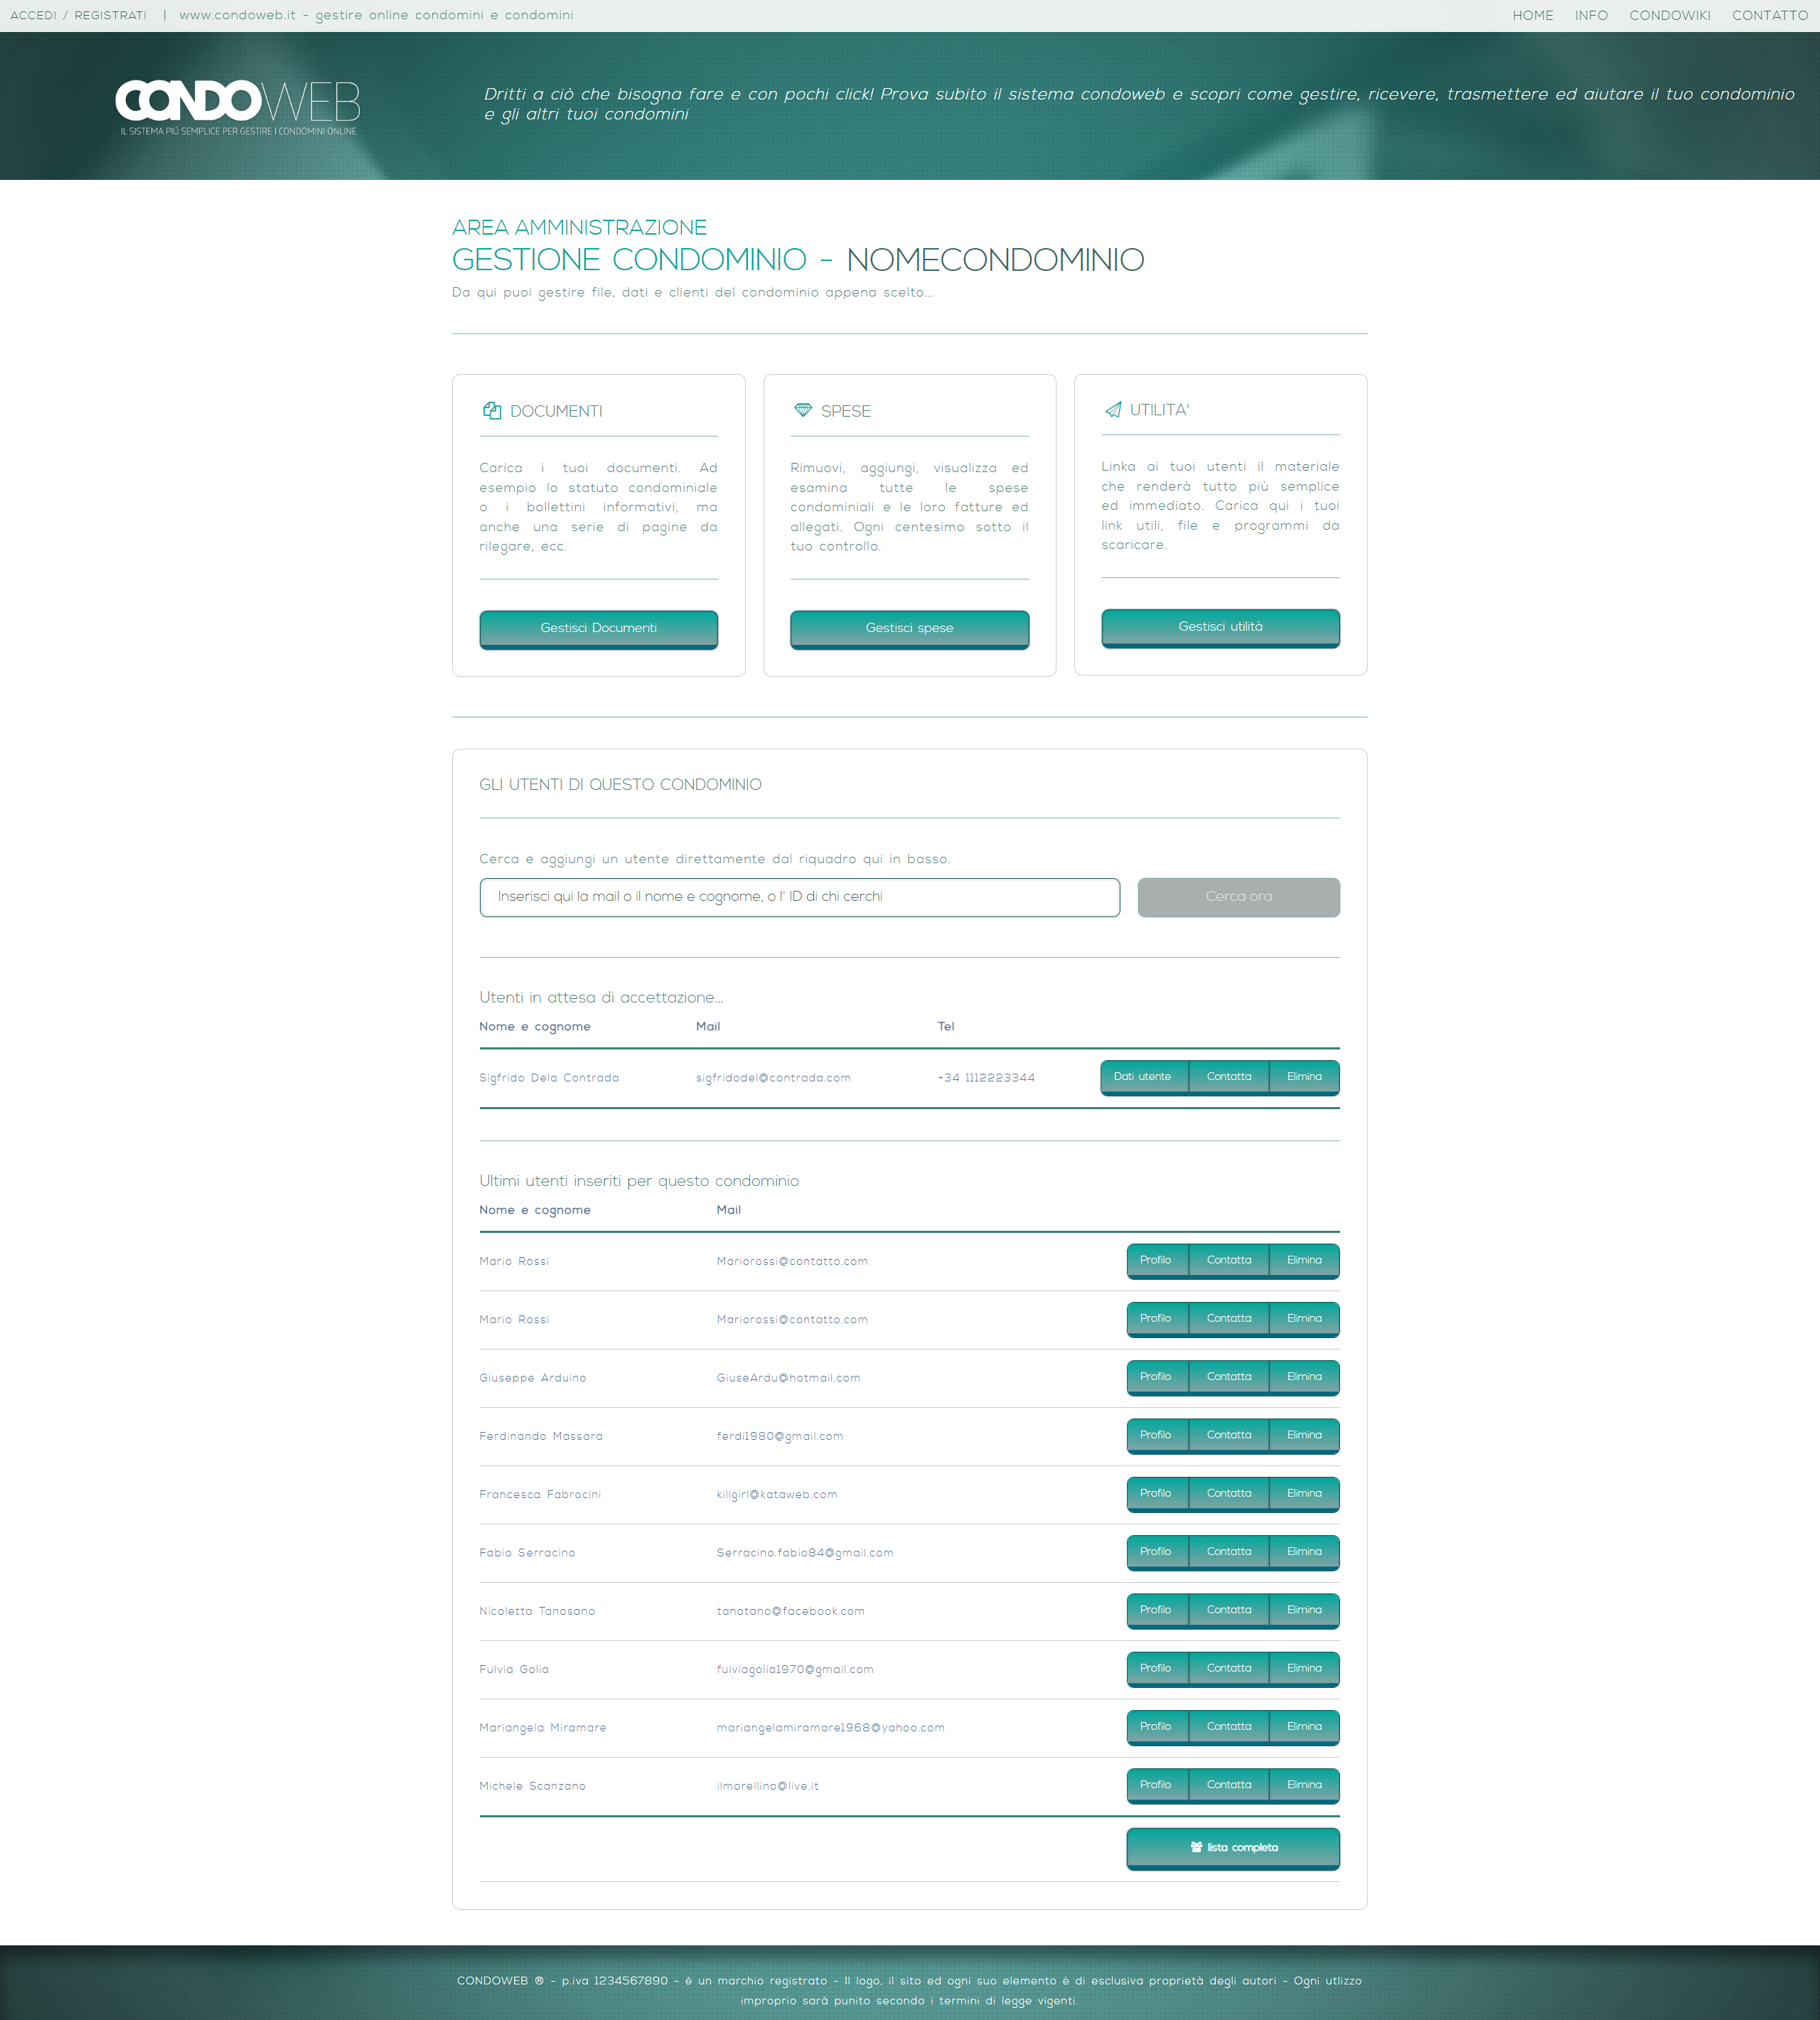 ACCEDI / REGISTRATI | www.condoweb.it - gestire online condomini e condomini
HOME INFO CONDOWIKI CONTATTO
CONDOWEB
IL SISTEMA PIÚ SEMPLICE PER GESTIRE I CONDOMINI ONLINE
Dritti a ciò che bisogna fare e con pochi click! Prova subito il sistema condoweb e scopri come gestire, ricevere, trasmettere ed aiutare il tuo condominio
e gli altri tuoi condomini
AREA AMMINISTRAZIONE
GESTIONE CONDOMINIO - NOMECONDOMINIO
Da qui puoi gestire file, dati e clienti del condominio appena scelto...
DOCUMENTI
Carica i tuoi documenti. Ad
esempio lo statuto condominiale
o i bollettini informativi, ma
anche una serie di pagine da
rilegare, ecc.
Gestisci Documenti
SPESE
Rimuovi, aggiungi, visualizza ed
esamina tutte le spese
condominiali e le loro fatture ed
allegati. Ogni centesimo sotto il
tuo controllo.
Gestisci spese
UTILITA'
Linka ai tuoi utenti il materiale
che renderà tutto più semplice
ed immediato. Carica qui i tuoi
link utili, file e programmi da
scaricare.
Gestisci utilità
GLI UTENTI DI QUESTO CONDOMINIO
Cerca e aggiungi un utente direttamente dal riquadro qui in basso.
Inserisci qui la mail o il nome e cognome, o l' ID di chi cerchi
Cerca ora
Utenti in attesa di accettazione...
Nome e cognome Mail Tel
Sigfrido Dela Contrada sigfridodel@contrada.com +34 1112223344 Dati utente Contatta Elimina
Ultimi utenti inseriti per questo condominio
Nome e cognome Mail
Mario Rossi Mariorossi@contatto.com Profilo Contatta Elimina
Mario Rossi Mariorossi@contatto.com Profilo Contatta Elimina
Giuseppe Arduino GiuseArdu@hotmail.com Profilo Contatta Elimina
Ferdinando Massara ferdi1980@gmail.com Profilo Contatta Elimina
Francesca Fabrocini killgirl@kataweb.com Profilo Contatta Elimina
Fabio Serracino Serracino.fabio84@gmail.com Profilo Contatta Elimina
Nicoletta Tanosano tanotano@facebook.com Profilo Contatta Elimina
Fulvia Golia fulviagolia1970@gmail.com Profilo Contatta Elimina
Mariangela Miramare mariangelamiramare1968@yahoo.com Profilo Contatta Elimina
Michele Scanzano ilmorellino@live.it Profilo Contatta Elimina
lista completa
CONDOWEB ® - p.iva 1234567890 - è un marchio registrato - Il logo, il sito ed ogni suo elemento è di esclusiva proprietà degli autori - Ogni utlizzo
improprio sarà punito secondo i termini di legge vigenti.